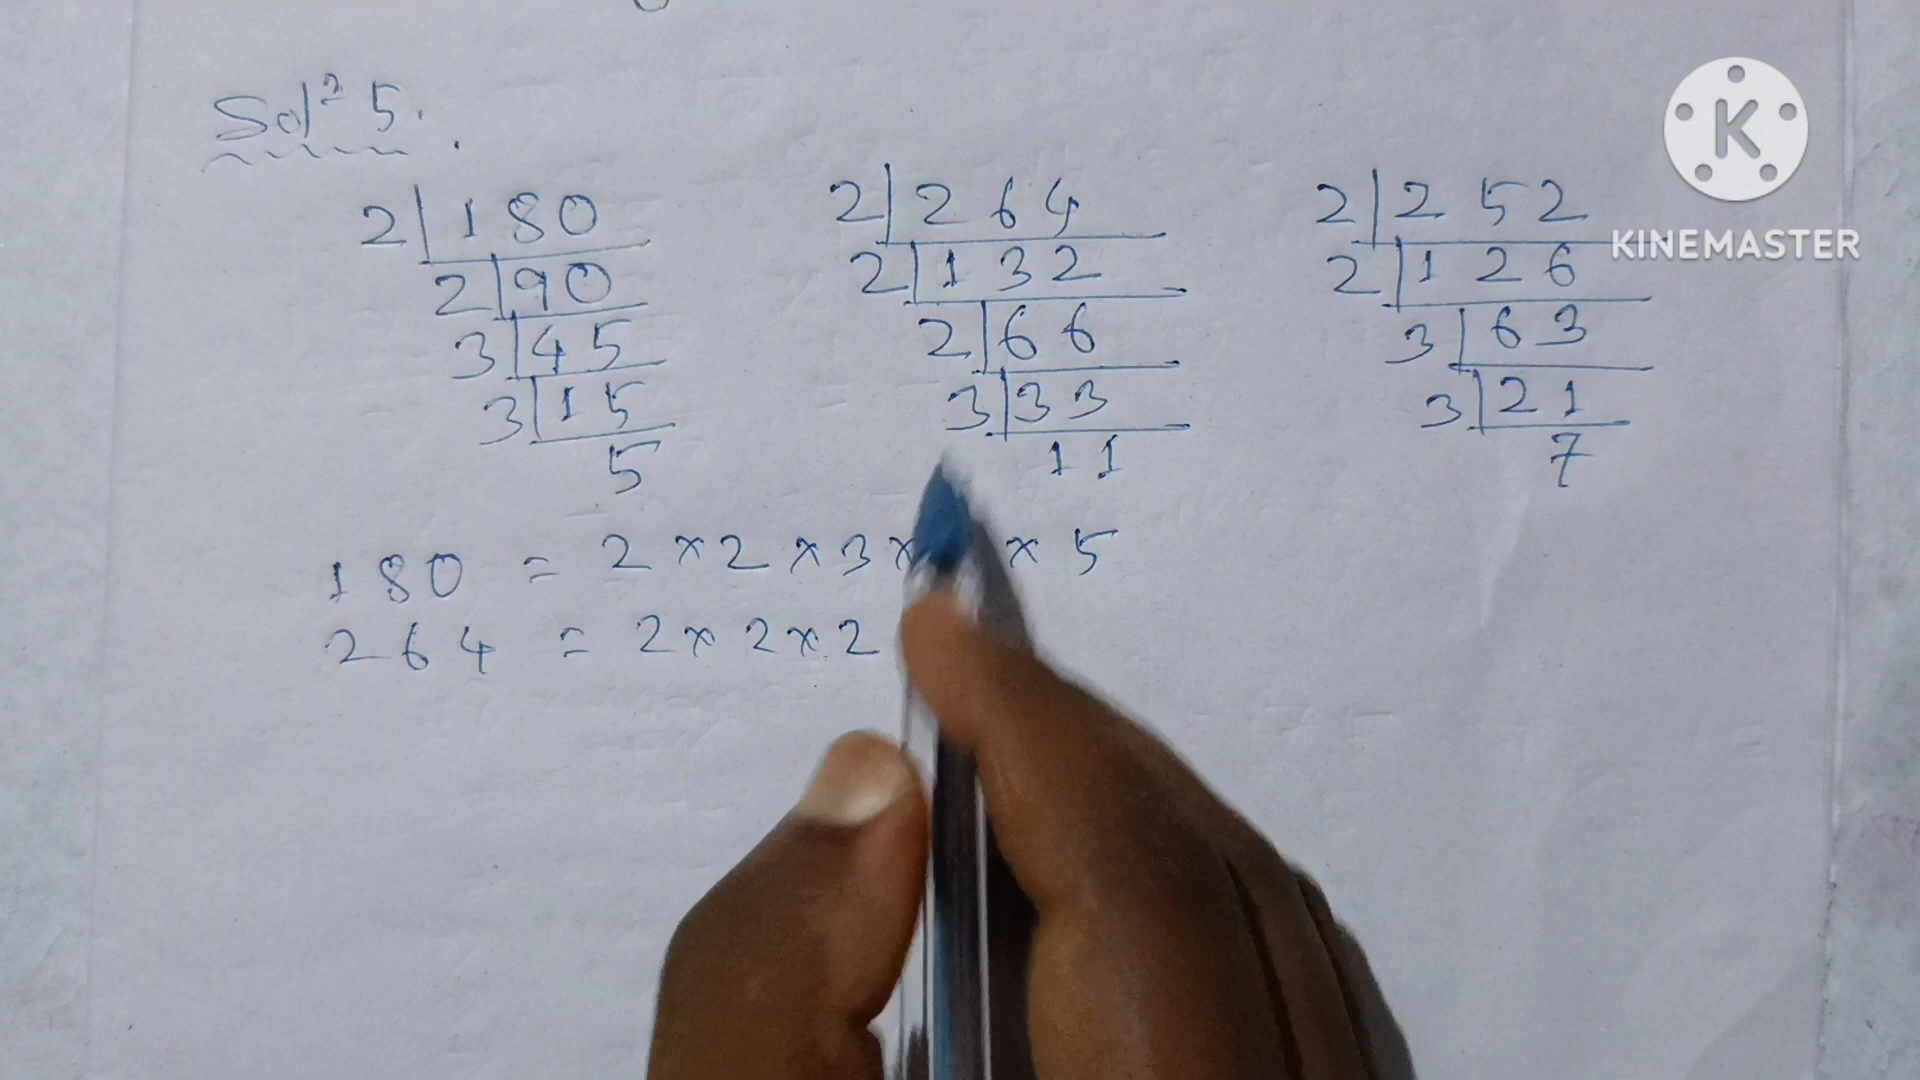 Solⁿ 5.
2 | 180
2 | 90
3 | 45
3 | 15
5
2 | 264
2 | 132
2 | 66
3 | 33
11
2 | 252
2 | 126
3 | 63
3 | 21
7
180 = 2 × 2 × 3 × × 5
264 = 2 × 2 × 2
K
KINEMASTER